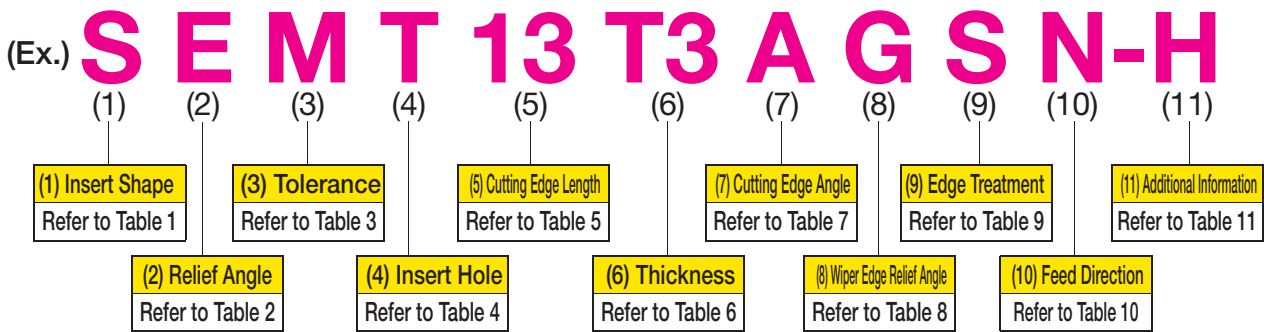 (Ex.) S E M T 13 T3 A G S N-H
(1) (2) (3) (4) (5) (6) (7) (8) (9) (10) (11)
(1) Insert Shape
Refer to Table 1
(3) Tolerance
Refer to Table 3
(5) Cutting Edge Length
Refer to Table 5
(7) Cutting Edge Angle
Refer to Table 7
(9) Edge Treatment
Refer to Table 9
(11) Additional Information
Refer to Table 11
(2) Relief Angle
Refer to Table 2
(4) Insert Hole
Refer to Table 4
(6) Thickness
Refer to Table 6
(8) Wiper Edge Relief Angle
Refer to Table 8
(10) Feed Direction
Refer to Table 10